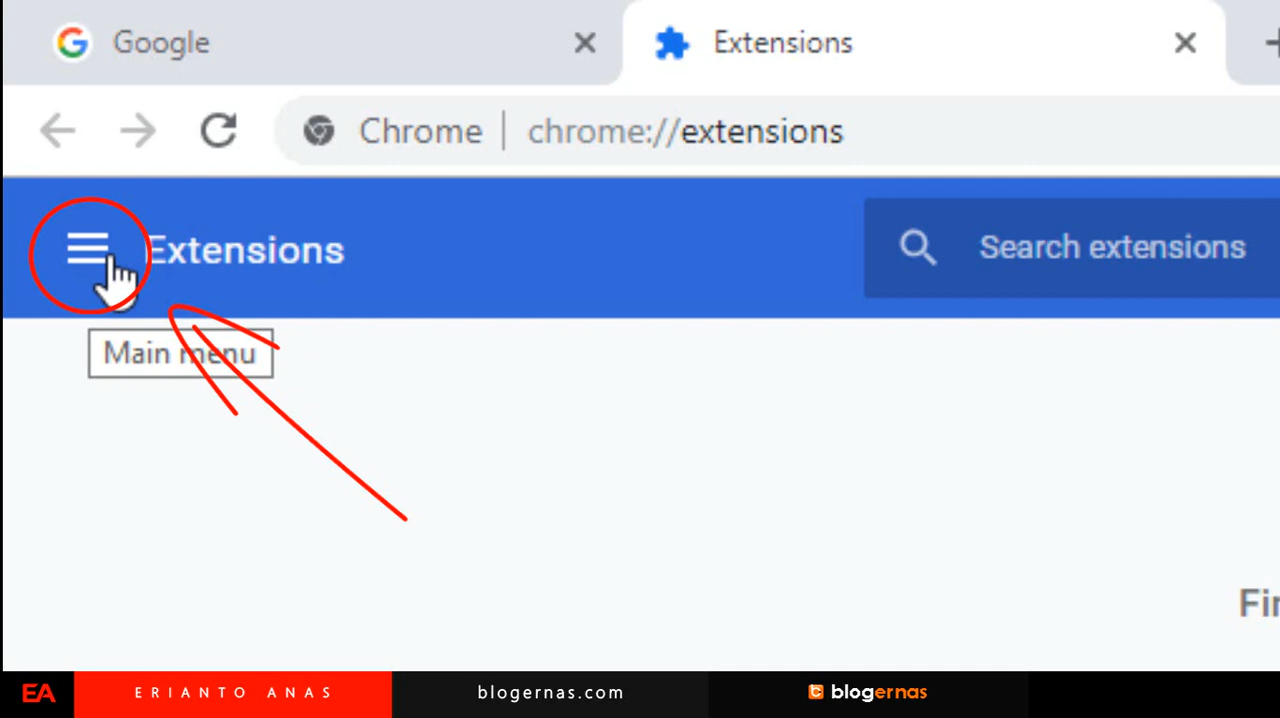 Google
Extensions
Chrome
chrome://extensions
Extensions
Search extensions
Main menu
EA
ERIANTO ANAS
blogernas.com
blogernas